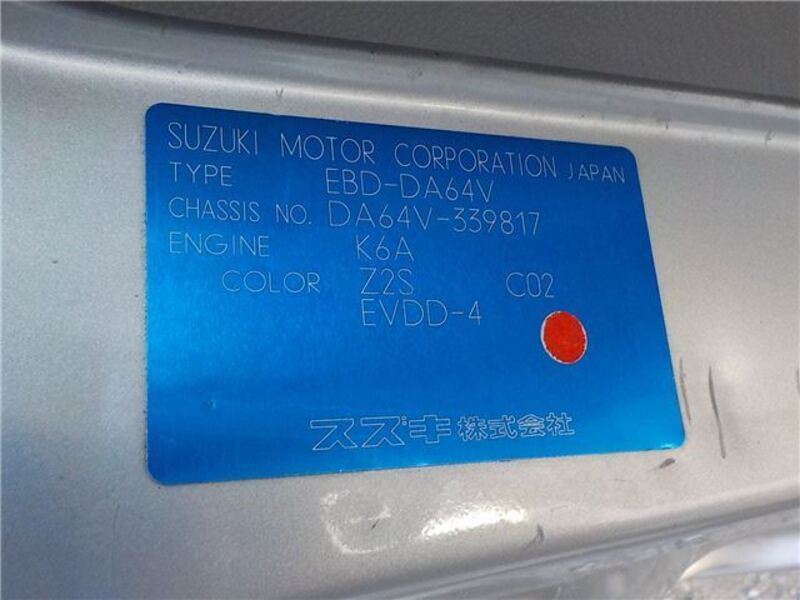 SUZUKI MOTOR CORPORATION JAPAN
TYPE EBD-DA64V
CHASSIS NO. DA64V-339817
ENGINE K6A
COLOR Z2S C02
EVDD-4
スズキ株式会社